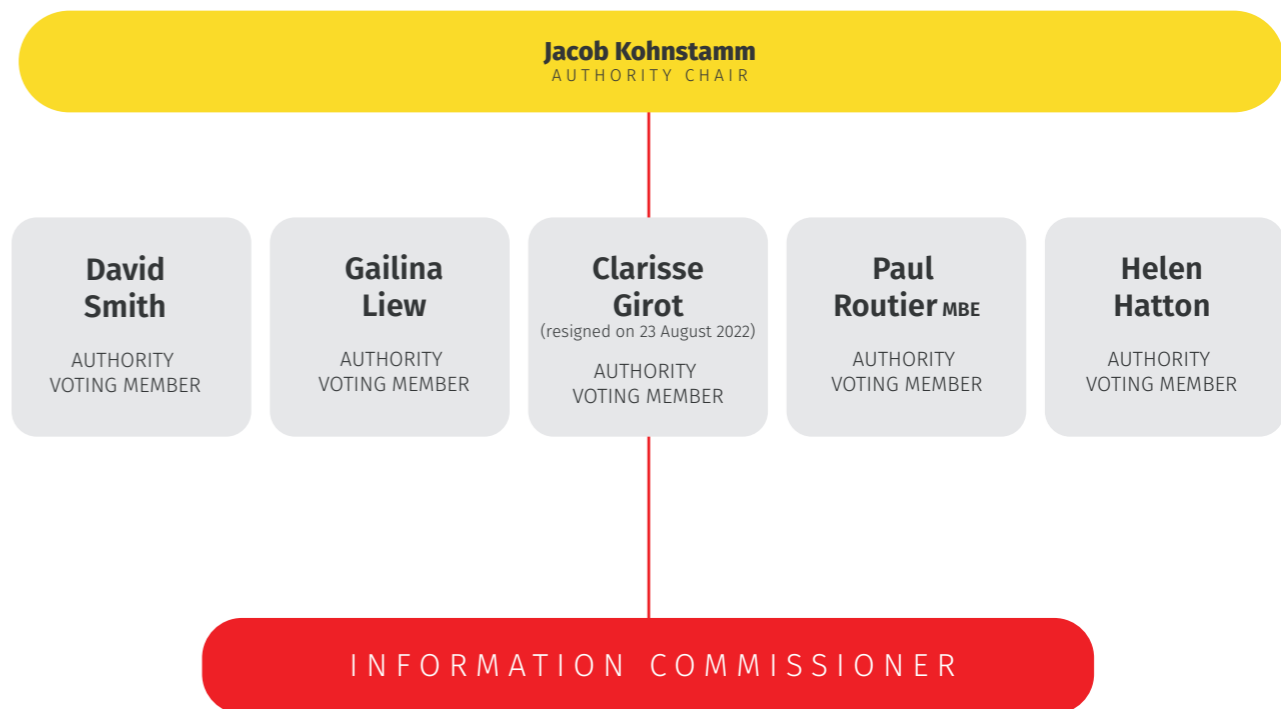 Jacob Kohnstamm
AUTHORITY CHAIR
David
Smith
AUTHORITY
VOTING MEMBER
Gailina
Liew
AUTHORITY
VOTING MEMBER
Clarisse
Girot
(resigned on 23 August 2022)
AUTHORITY
VOTING MEMBER
Paul
Routier MBE
AUTHORITY
VOTING MEMBER
Helen
Hatton
AUTHORITY
VOTING MEMBER
INFORMATION COMMISSIONER